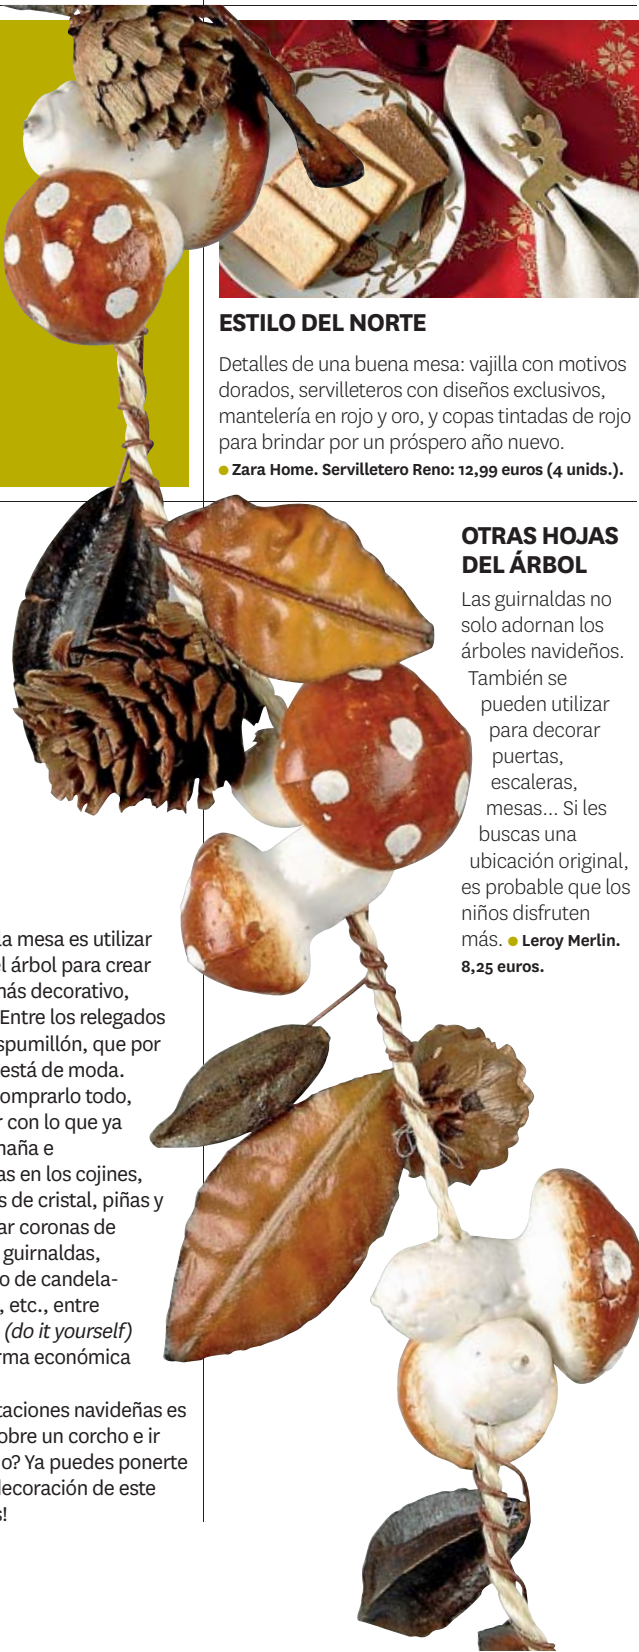 ESTILO DEL NORTE
Detalles de una buena mesa: vajilla con motivos
dorados, servilleteros con diseños exclusivos,
mantelería en rojo y oro, y copas tintadas de rojo
para brindar por un próspero año nuevo.
● Zara Home. Servilletero Reno: 12,99 euros (4 unids.).
OTRAS HOJAS
DEL ÁRBOL
Las guirnaldas no
solo adornan los
árboles navideños.
También se
pueden utilizar
para decorar
puertas,
escaleras,
mesas... Si les
buscas una
ubicación original,
es probable que los
niños disfruten
más. ● Leroy Merlin.
8,25 euros.
la mesa es utilizar
el árbol para crear
más decorativo,
Entre los relegados
spumillón, que por
está de moda.
omprarlo todo,
r con lo que ya
naña e
as en los cojines,
s de cristal, piñas y
ar coronas de
guirnaldas,
o de candela-
, etc., entre
(do it yourself)
rma económica
taciones navideñas es
obre un corcho e ir
o? Ya puedes ponerte
decoración de este
s!